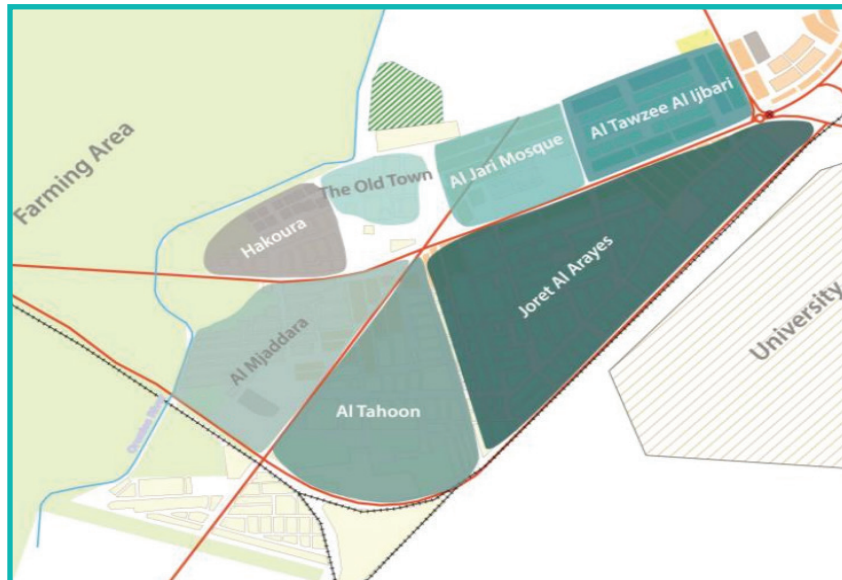 Al Tawzee Al Ijbari
Al Jari Mosque
The Old Town
Farming Area
Hakoura
Joret Al Arayes
University
Al Mjaddara
Al Tahoon